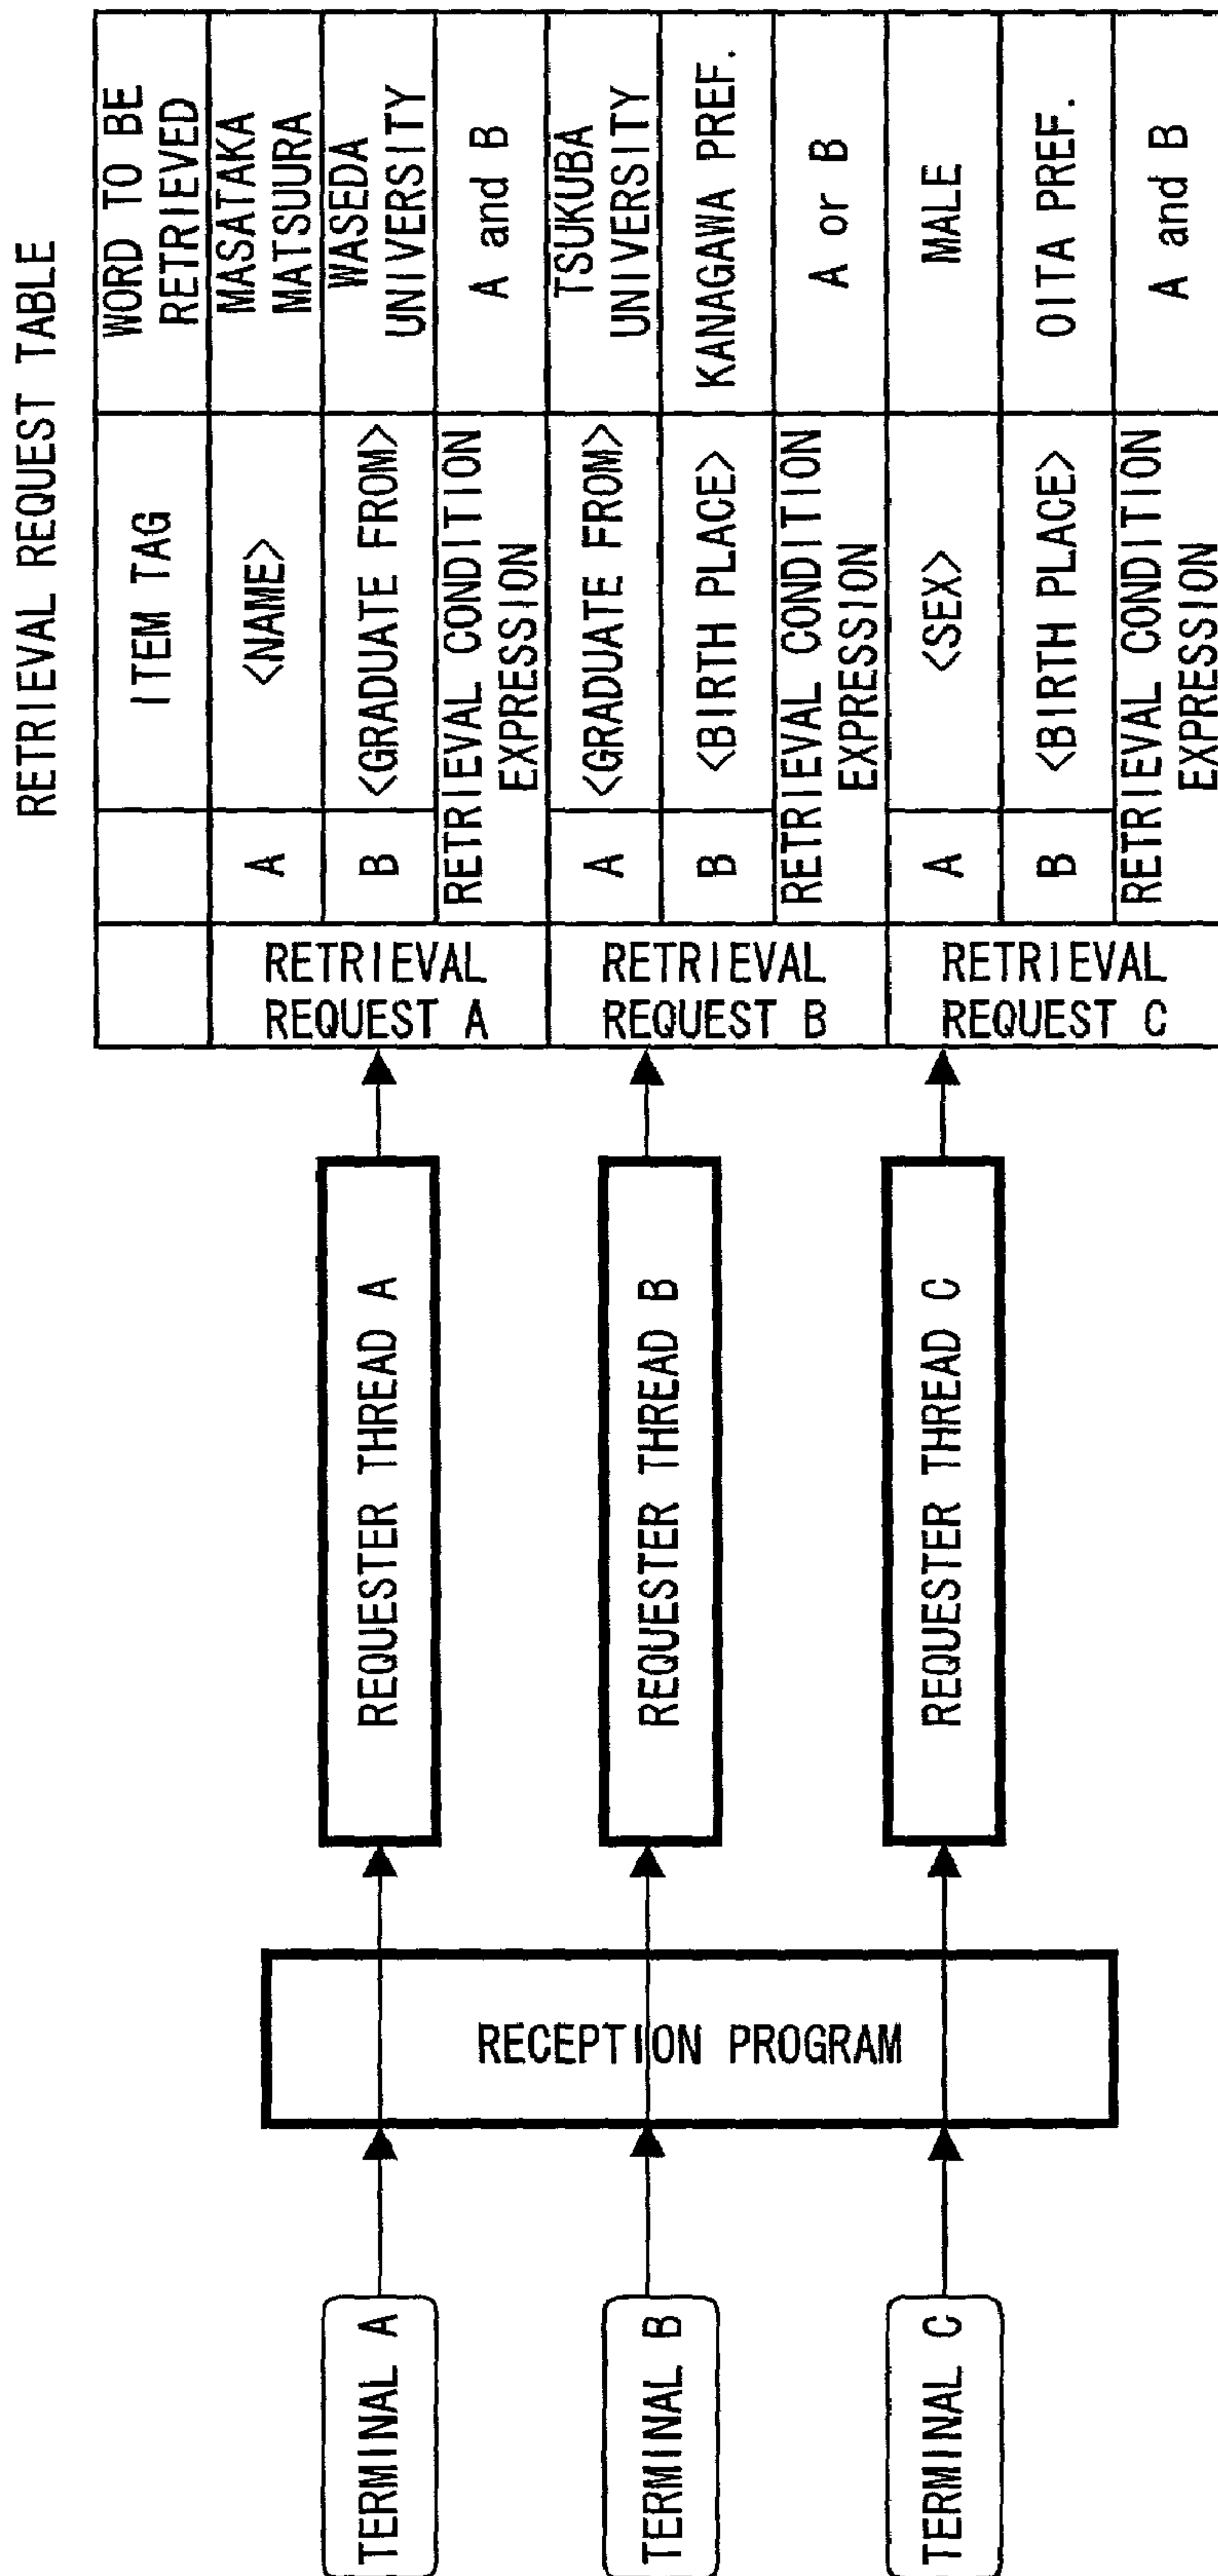 RETRIEVAL REQUEST TABLE
ITEM TAG
WORD TO BE
RETRIEVED
RETRIEVAL
REQUEST A
A
<NAME>
MASATAKA
MATSUURA
B
<GRADUATE FROM>
WASEDA
UNIVERSITY
RETRIEVAL CONDITION
EXPRESSION
A and B
RETRIEVAL
REQUEST B
A
<GRADUATE FROM>
TSUKUBA
UNIVERSITY
B
<BIRTH PLACE>
KANAGAWA PREF.
RETRIEVAL CONDITION
EXPRESSION
A or B
RETRIEVAL
REQUEST C
A
<SEX>
MALE
B
<BIRTH PLACE>
OITA PREF.
RETRIEVAL CONDITION
EXPRESSION
A and B
TERMINAL A
TERMINAL B
TERMINAL C
RECEPTION PROGRAM
REQUESTER THREAD A
REQUESTER THREAD B
REQUESTER THREAD C